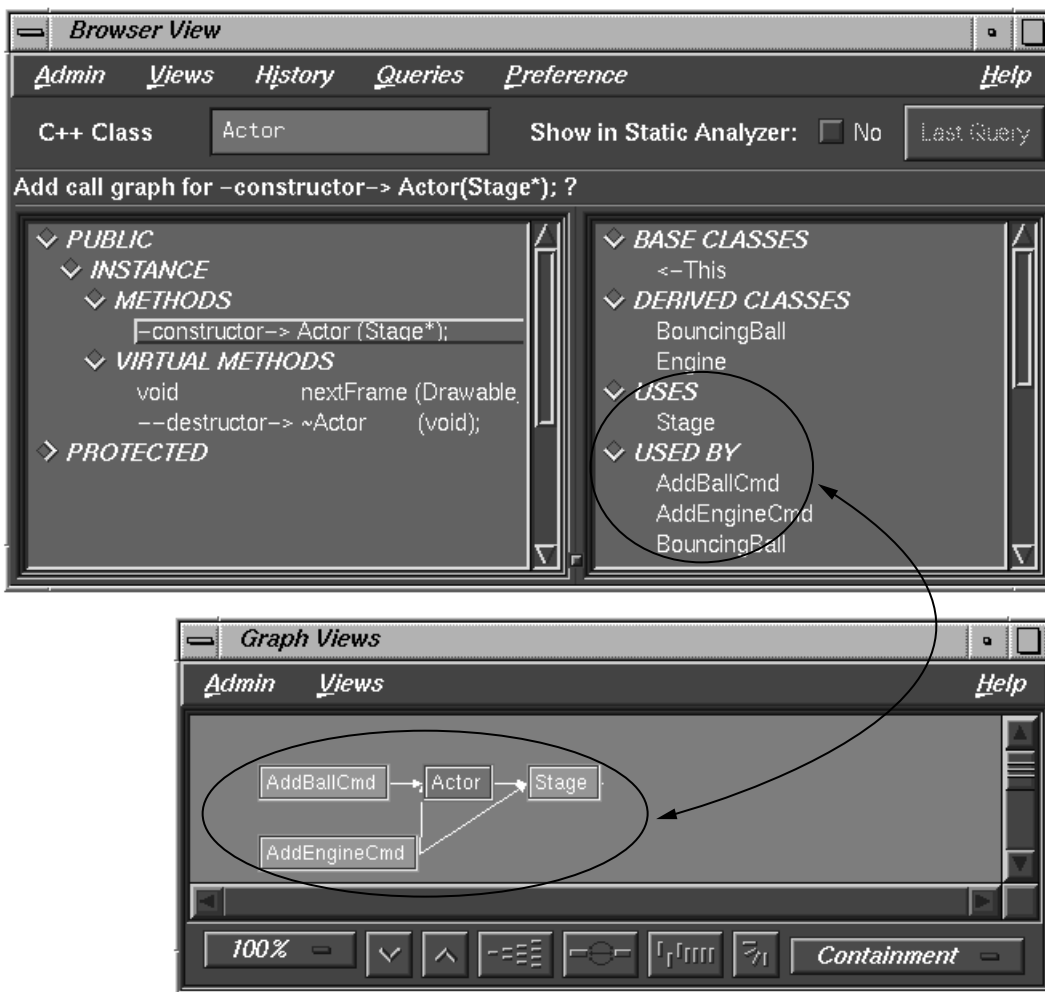 Browser View
Admin Views History Queries Preference Help
C++ Class Actor Show in Static Analyzer: No Last Query
Add call graph for –constructor–> Actor(Stage*); ?
PUBLIC
INSTANCE
METHODS
–constructor–> Actor (Stage*);
VIRTUAL METHODS
void nextFrame (Drawable,
––destructor–> ~Actor (void);
PROTECTED
BASE CLASSES
<–This
DERIVED CLASSES
BouncingBall
Engine
USES
Stage
USED BY
AddBallCmd
AddEngineCmd
BouncingBall
Graph Views
Admin Views Help
AddBallCmd Actor Stage
AddEngineCmd
100% Containment